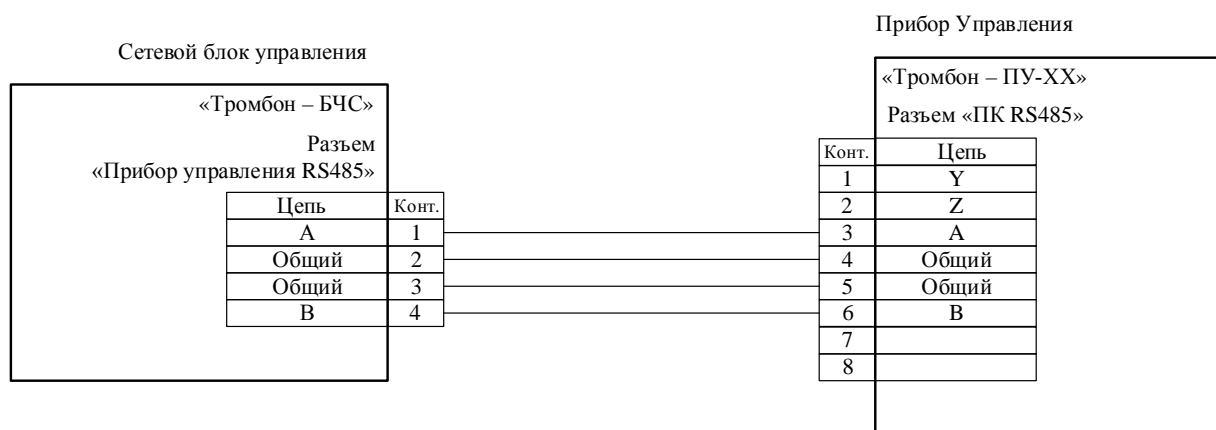 Прибор Управления
Сетевой блок управления
«Тромбон – БЧС»
Разъем
«Прибор управления RS485»
Цепь Конт.
А 1
Общий 2
Общий 3
В 4
«Тромбон – ПУ-ХХ»
Разъем «ПК RS485»
Конт. Цепь
1 Y
2 Z
3 А
4 Общий
5 Общий
6 В
7
8